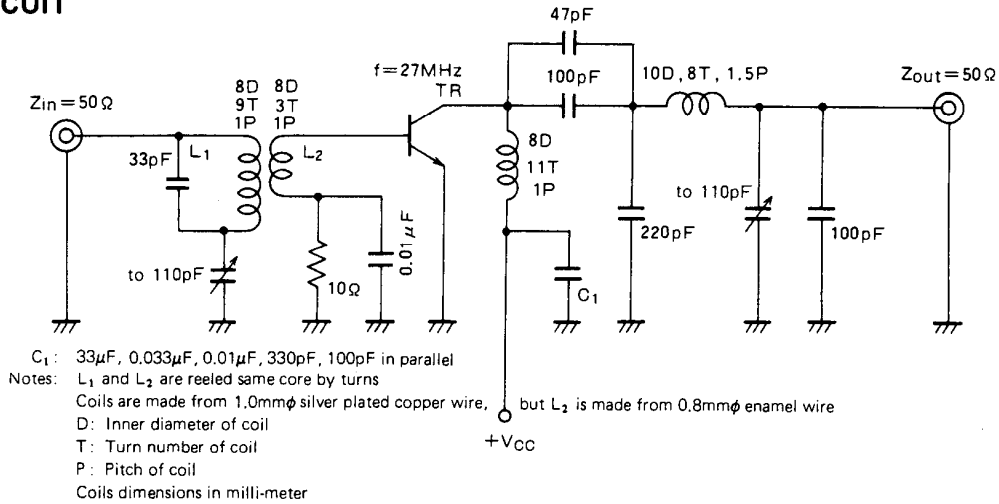 CUIT
47pF
100pF
10D, 8T, 1.5P
f=27MHz
TR
Zin=50Ω
Zout=50Ω
8D
9T
1P
8D
3T
1P
33pF
L₁
L₂
8D
11T
1P
to 110pF
220pF
100pF
to 110pF
10Ω
0.01μF
C₁
C₁: 33μF, 0.033μF, 0.01μF, 330pF, 100pF in parallel
Notes: L₁ and L₂ are reeled same core by turns
Coils are made from 1.0mmφ silver plated copper wire, but L₂ is made from 0.8mmφ enamel wire
D: Inner diameter of coil
T: Turn number of coil
P: Pitch of coil
Coils dimensions in milli-meter
+VCC